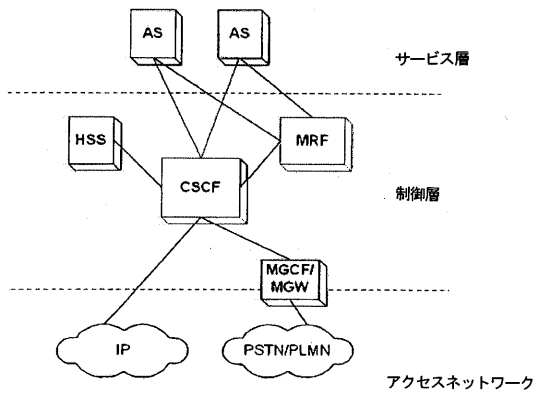 AS
AS
サービス層
HSS
MRF
CSCF
制御層
MGCF/
MGW
IP
PSTN/PLMN
アクセスネットワーク